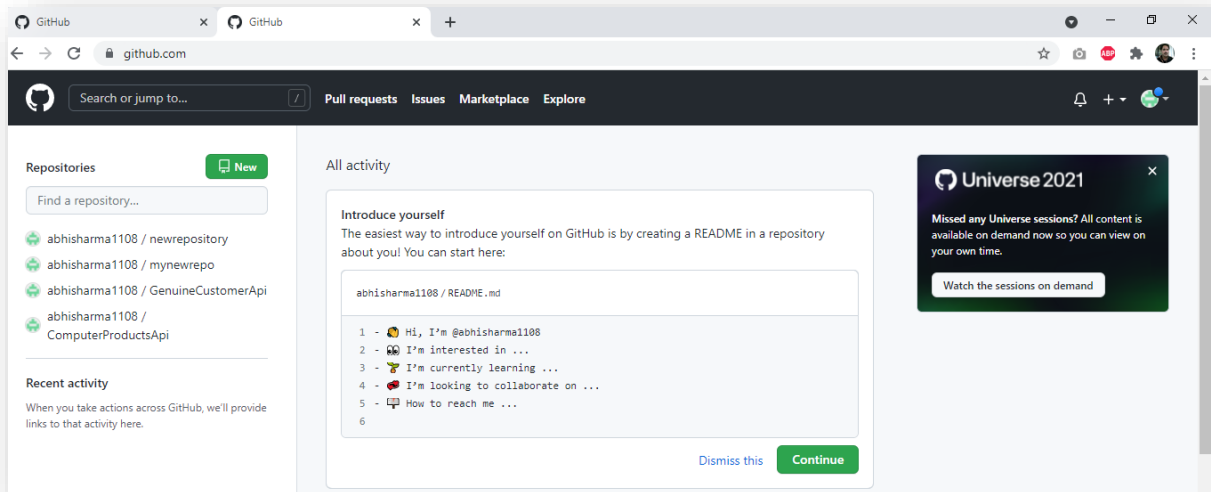 GitHub
GitHub
github.com
ABP
Search or jump to... /
Pull requests Issues Marketplace Explore
Repositories
New
Find a repository...
abhisharma1108 / newrepository
abhisharma1108 / mynewrepo
abhisharma1108 / GenuineCustomerApi
abhisharma1108 /
ComputerProductsApi
Recent activity
When you take actions across GitHub, we'll provide
links to that activity here.
All activity
Introduce yourself
The easiest way to introduce yourself on GitHub is by creating a README in a repository
about you! You can start here:
abhisharma1108/README.md
1 - 👋 Hi, I'm @abhisharma1108
2 - 👀 I'm interested in ...
3 - 🌱 I'm currently learning ...
4 - 💞️ I'm looking to collaborate on ...
5 - 📫 How to reach me ...
6
Dismiss this
Continue
Universe 2021
Missed any Universe sessions? All content is
available on demand now so you can view on
your own time.
Watch the sessions on demand